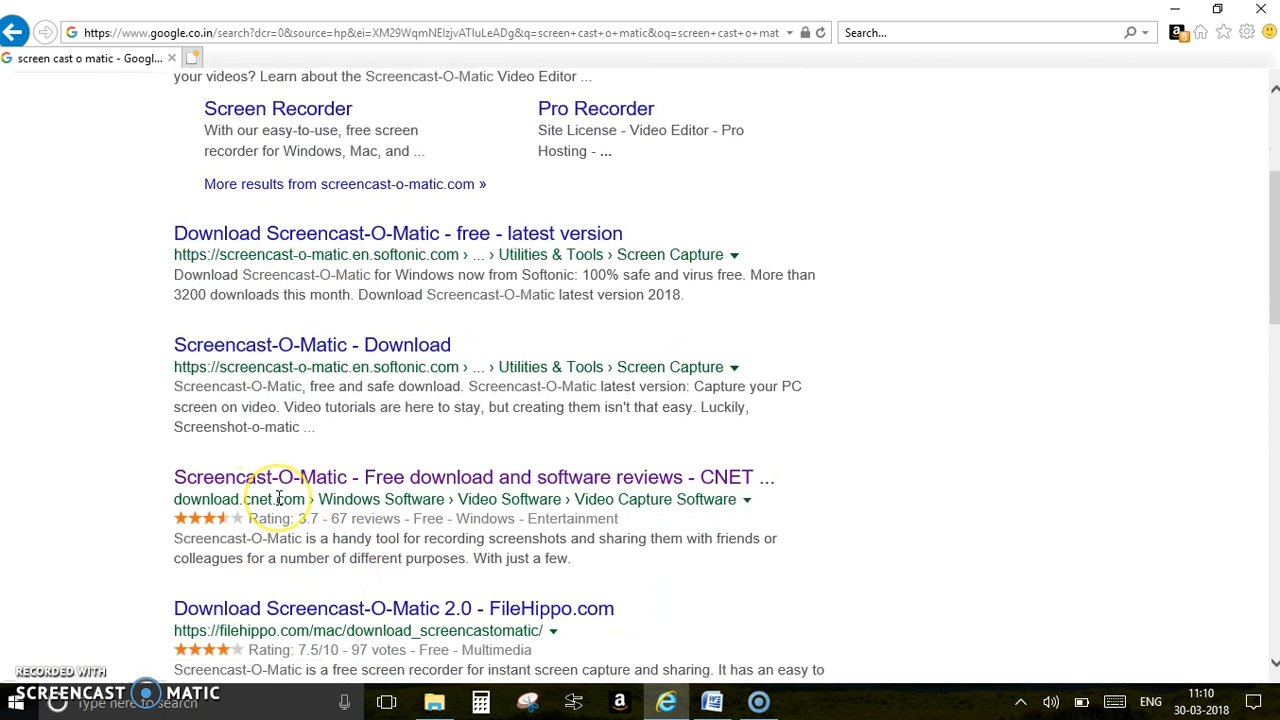 https://www.google.co.in/search?dcr=0&source=hp&ei=XM29WqmNEIzjvATluLeADg&q=screen+cast+o+matic&oq=screen+cast+o+mat
Search...
8
screen cast o matic - Googl...
your videos? Learn about the Screencast-O-Matic Video Editor ...
Screen Recorder
With our easy-to-use, free screen
recorder for Windows, Mac, and ...
Pro Recorder
Site License - Video Editor - Pro
Hosting - ...
More results from screencast-o-matic.com »
Download Screencast-O-Matic - free - latest version
https://screencast-o-matic.en.softonic.com › ... › Utilities & Tools › Screen Capture
Download Screencast-O-Matic for Windows now from Softonic: 100% safe and virus free. More than
3200 downloads this month. Download Screencast-O-Matic latest version 2018.
Screencast-O-Matic - Download
https://screencast-o-matic.en.softonic.com › ... › Utilities & Tools › Screen Capture
Screencast-O-Matic, free and safe download. Screencast-O-Matic latest version: Capture your PC
screen on video. Video tutorials are here to stay, but creating them isn't that easy. Luckily,
Screenshot-o-matic ...
Screencast-O-Matic - Free download and software reviews - CNET ...
download.cnet.com › Windows Software › Video Software › Video Capture Software
Rating: 3.7 - 67 reviews - Free - Windows - Entertainment
Screencast-O-Matic is a handy tool for recording screenshots and sharing them with friends or
colleagues for a number of different purposes. With just a few.
Download Screencast-O-Matic 2.0 - FileHippo.com
https://filehippo.com/mac/download_screencastomatic/
Rating: 7.5/10 - 97 votes - Free - Multimedia
Screencast-O-Matic is a free screen recorder for instant screen capture and sharing. It has an easy to
RECORDED WITH
SCREENCAST MATIC
Type here to search
ENG
11:10
30-03-2018